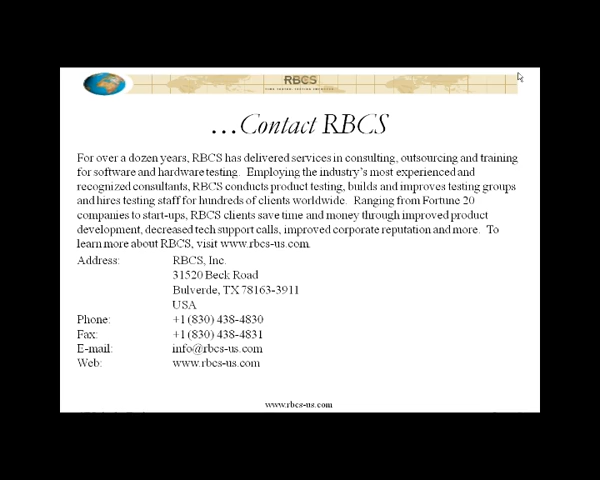 RBCS
…Contact RBCS
For over a dozen years, RBCS has delivered services in consulting, outsourcing and training
for software and hardware testing. Employing the industry's most experienced and
recognized consultants, RBCS conducts product testing, builds and improves testing groups
and hires testing staff for hundreds of clients worldwide. Ranging from Fortune 20
companies to start-ups, RBCS clients save time and money through improved product
development, decreased tech support calls, improved corporate reputation and more. To
learn more about RBCS, visit www.rbcs-us.com.
Address: RBCS, Inc.
31520 Beck Road
Bulverde, TX 78163-3911
USA
Phone: +1 (830) 438-4830
Fax: +1 (830) 438-4831
E-mail: info@rbcs-us.com
Web: www.rbcs-us.com
www.rbcs-us.com